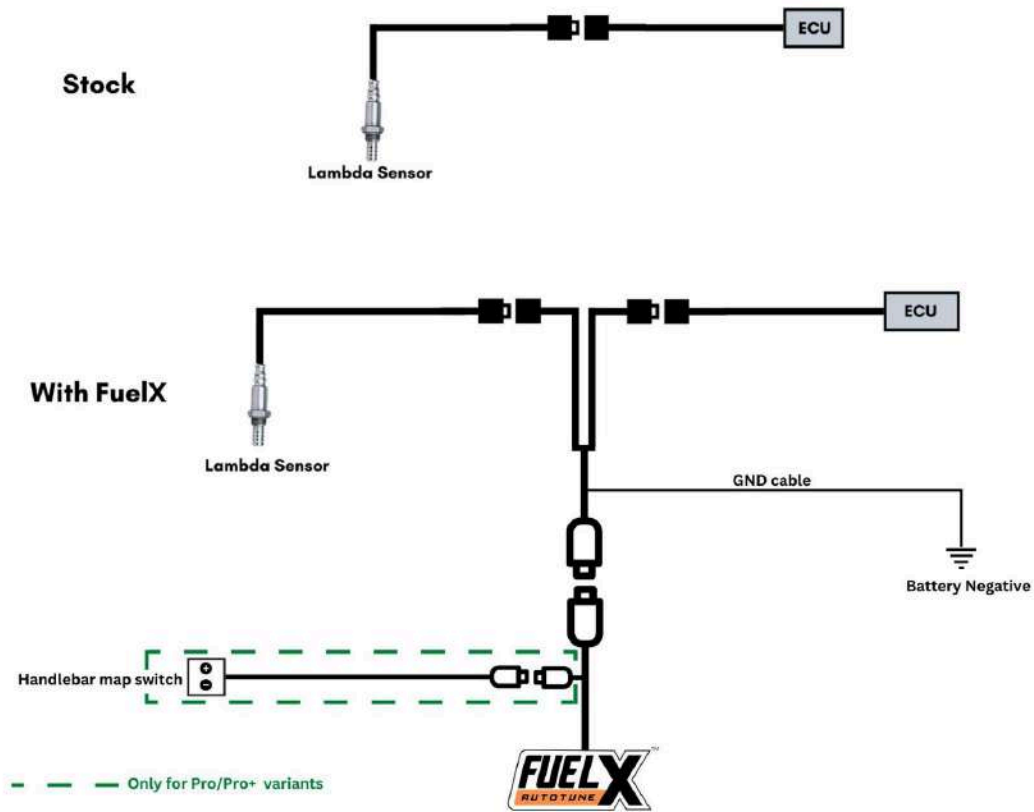 ECU
Stock
Lambda Sensor
ECU
With FuelX
Lambda Sensor
GND cable
Battery Negative
Handlebar map switch
FUELX™
AUTOTUNE
Only for Pro/Pro+ variants